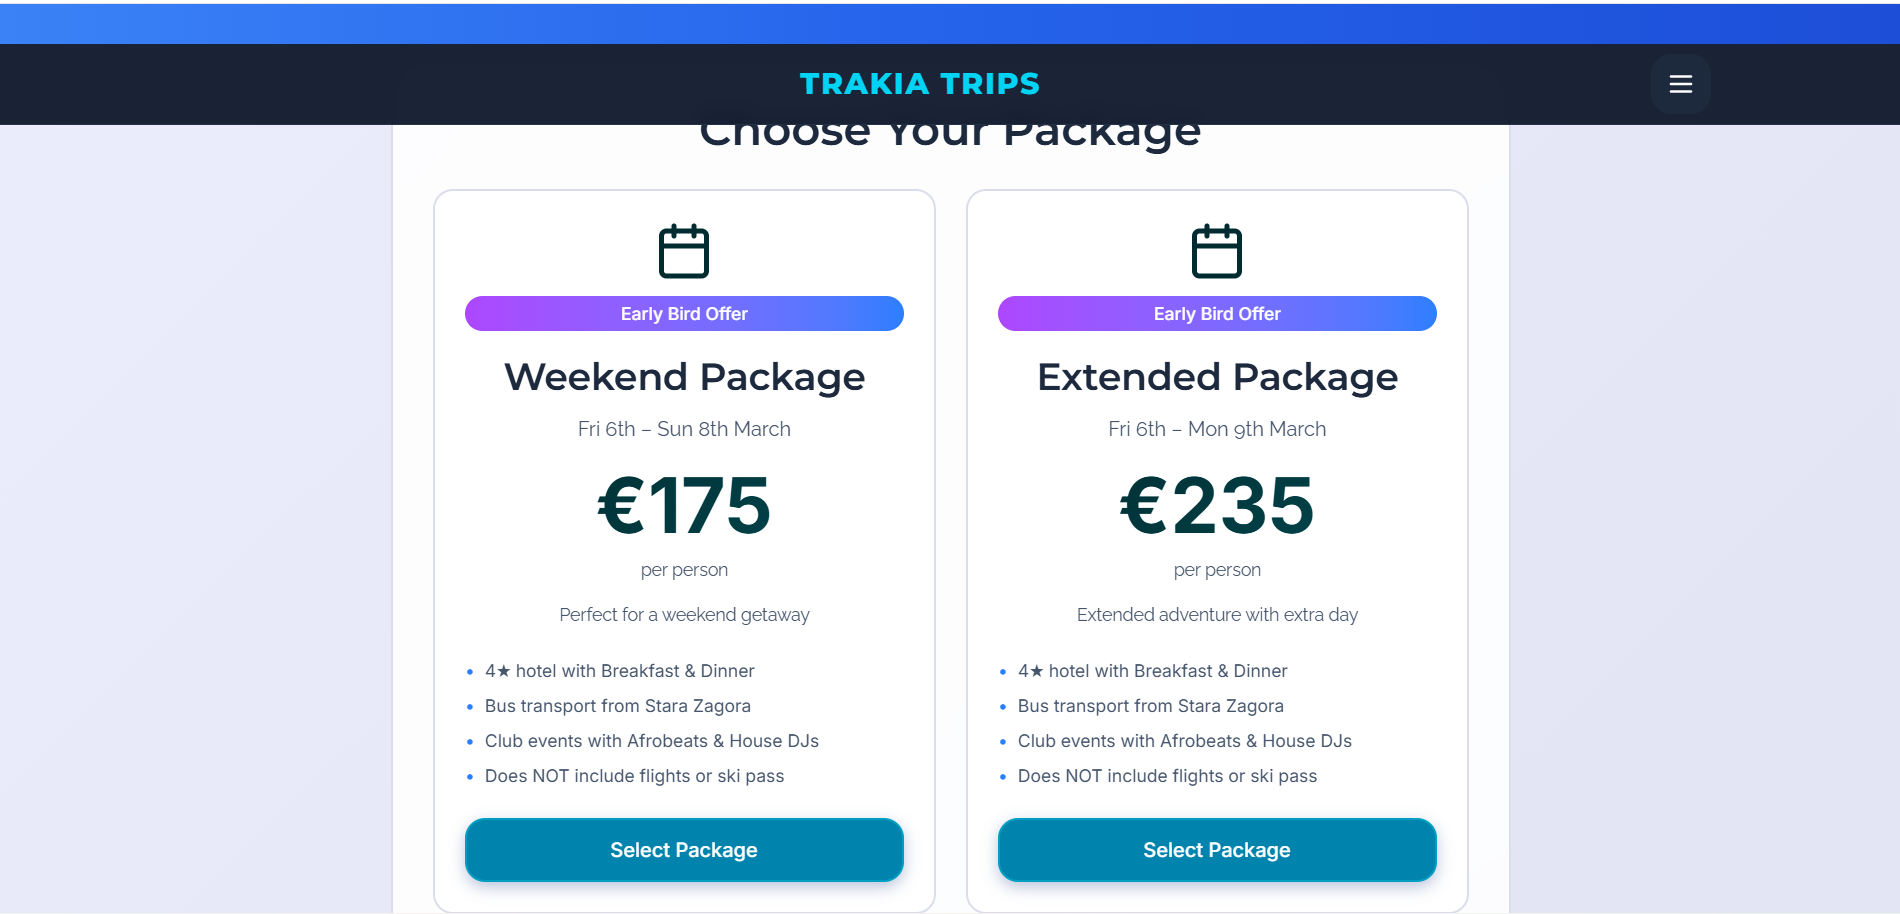 TRAKIA TRIPS
Choose Your Package
Early Bird Offer
Weekend Package
Fri 6th – Sun 8th March
€175
per person
Perfect for a weekend getaway
• 4★ hotel with Breakfast & Dinner
• Bus transport from Stara Zagora
• Club events with Afrobeats & House DJs
• Does NOT include flights or ski pass
Select Package
Early Bird Offer
Extended Package
Fri 6th – Mon 9th March
€235
per person
Extended adventure with extra day
• 4★ hotel with Breakfast & Dinner
• Bus transport from Stara Zagora
• Club events with Afrobeats & House DJs
• Does NOT include flights or ski pass
Select Package